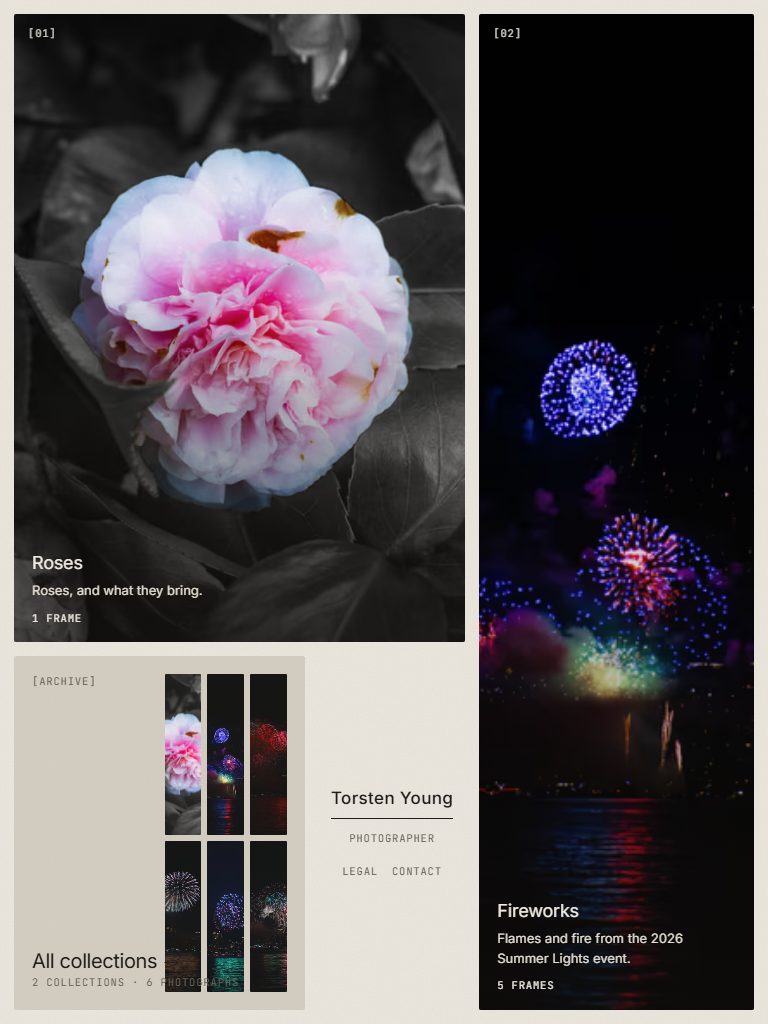 [01]
Roses
Roses, and what they bring.
1 FRAME
[02]
Fireworks
Flames and fire from the 2026
Summer Lights event.
5 FRAMES
[ARCHIVE]
All collections
2 COLLECTIONS · 6 PHOTOGRAPHS
Torsten Young
PHOTOGRAPHER
LEGAL CONTACT